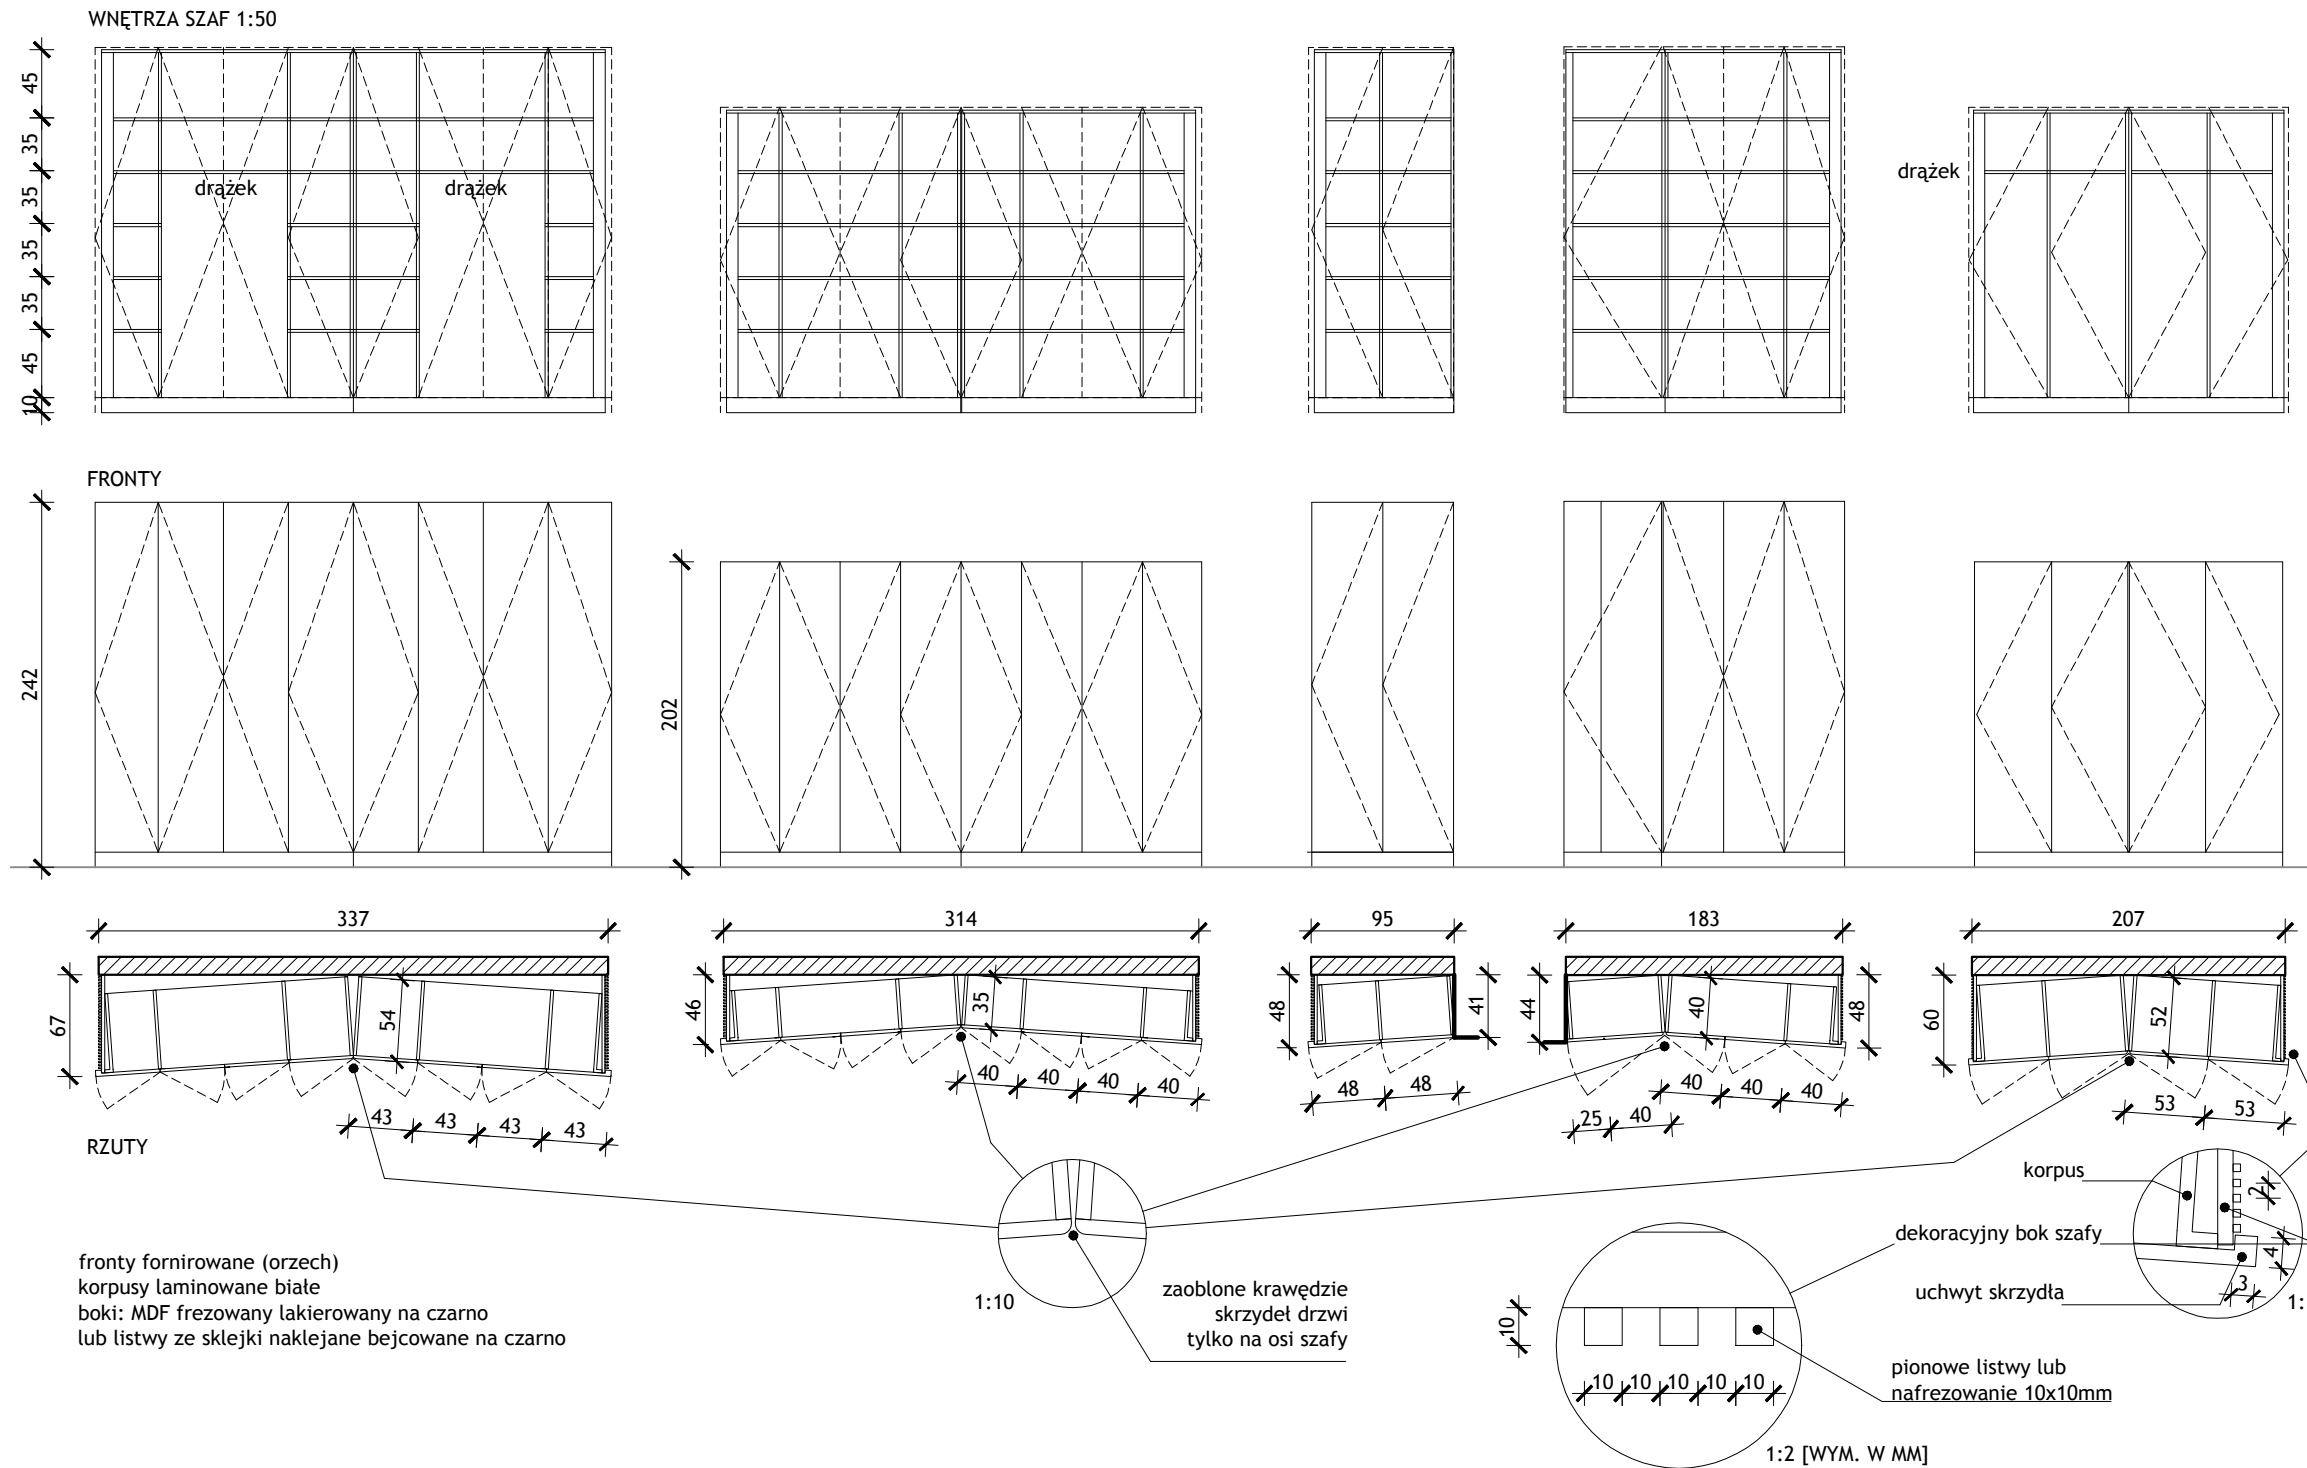 WNĘTRZA SZAF 1:50
45
35
35
35
35
45
10
drążek
drążek
drążek
FRONTY
242
202
337
314
95
183
207
67
54
46
35
48
41
44
40
48
60
52
43
43
43
43
40
40
40
40
48
48
25
40
40
40
40
53
53
RZUTY
korpus
2
dekoracyjny bok szafy
4
uchwyt skrzydła
3
1:
fronty fornirowane (orzech)
korpusy laminowane białe
boki: MDF frezowany lakierowany na czarno
lub listwy ze sklejki naklejane bejcowane na czarno
1:10
zaoblone krawędzie
skrzydeł drzwi
tylko na osi szafy
10
10
10
10
10
10
pionowe listwy lub
nafrezowanie 10x10mm
1:2 [WYM. W MM]